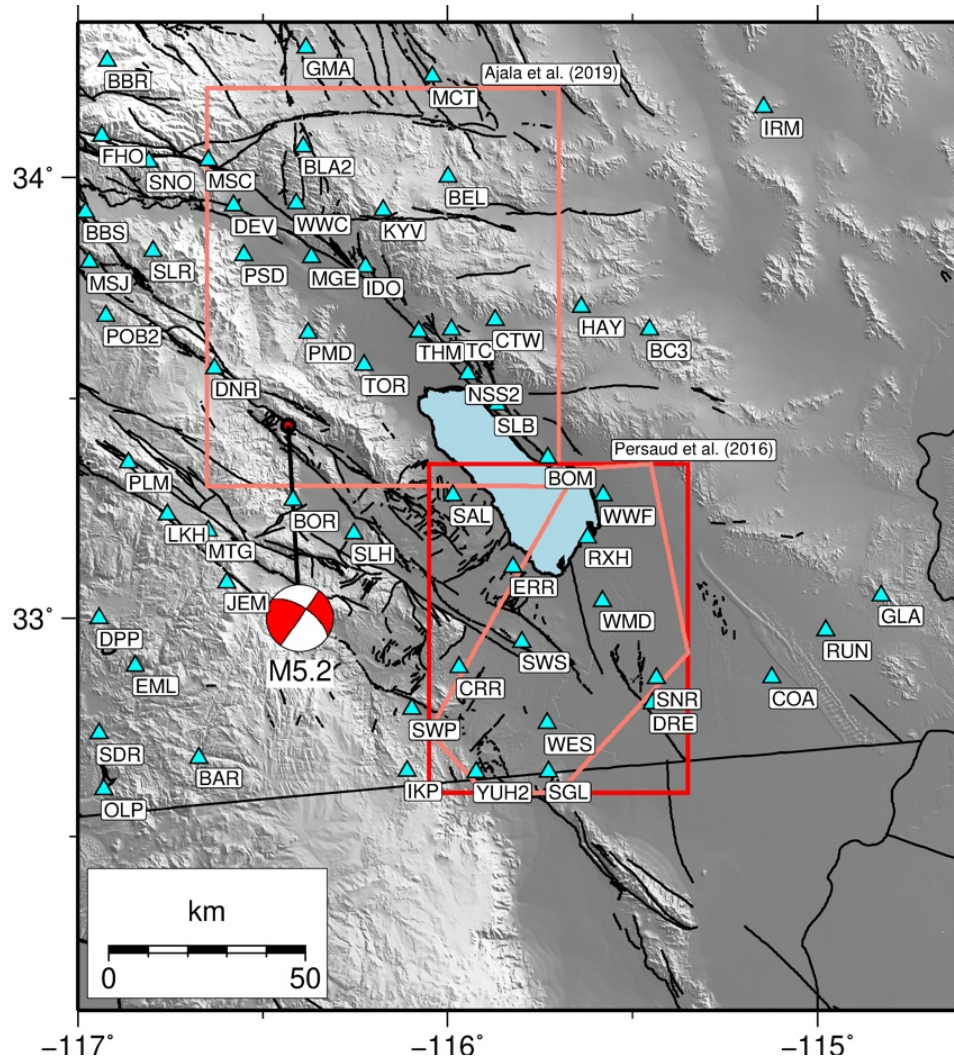 GMA
BBR
Ajala et al. (2019)
MCT
IRM
34°
FHO
SNO
MSC
BLA2
BEL
BBS
DEV
WWC
KYV
MSJ
SLR
PSD
MGE
IDO
POB2
PMD
THM
TC
CTW
HAY
BC3
DNR
TOR
NSS2
SLB
Persaud et al. (2016)
PLM
BOM
BOR
SAL
WWF
LKH
MTG
SLH
RXH
ERR
JEM
WMD
GLA
33°
DPP
SWS
RUN
M5.2
EML
CRR
SNR
COA
SWP
DRE
SDR
BAR
WES
OLP
IKP
YUH2
SGL
km
0
50
-117°
-116°
-115°